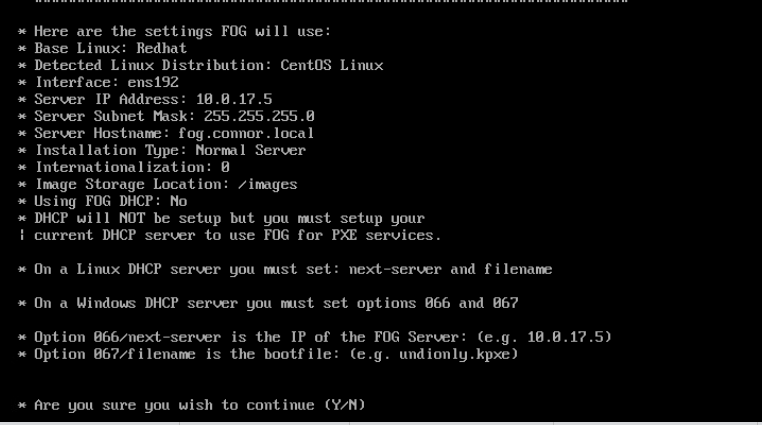 * Here are the settings FOG will use:
* Base Linux: Redhat
* Detected Linux Distribution: CentOS Linux
* Interface: ens192
* Server IP Address: 10.0.17.5
* Server Subnet Mask: 255.255.255.0
* Server Hostname: fog.connor.local
* Installation Type: Normal Server
* Internationalization: 0
* Image Storage Location: /images
* Using FOG DHCP: No
* DHCP will NOT be setup but you must setup your
| current DHCP server to use FOG for PXE services.
* On a Linux DHCP server you must set: next-server and filename
* On a Windows DHCP server you must set options 066 and 067
* Option 066/next-server is the IP of the FOG Server: (e.g. 10.0.17.5)
* Option 067/filename is the bootfile: (e.g. undionly.kpxe)
* Are you sure you wish to continue (Y/N)